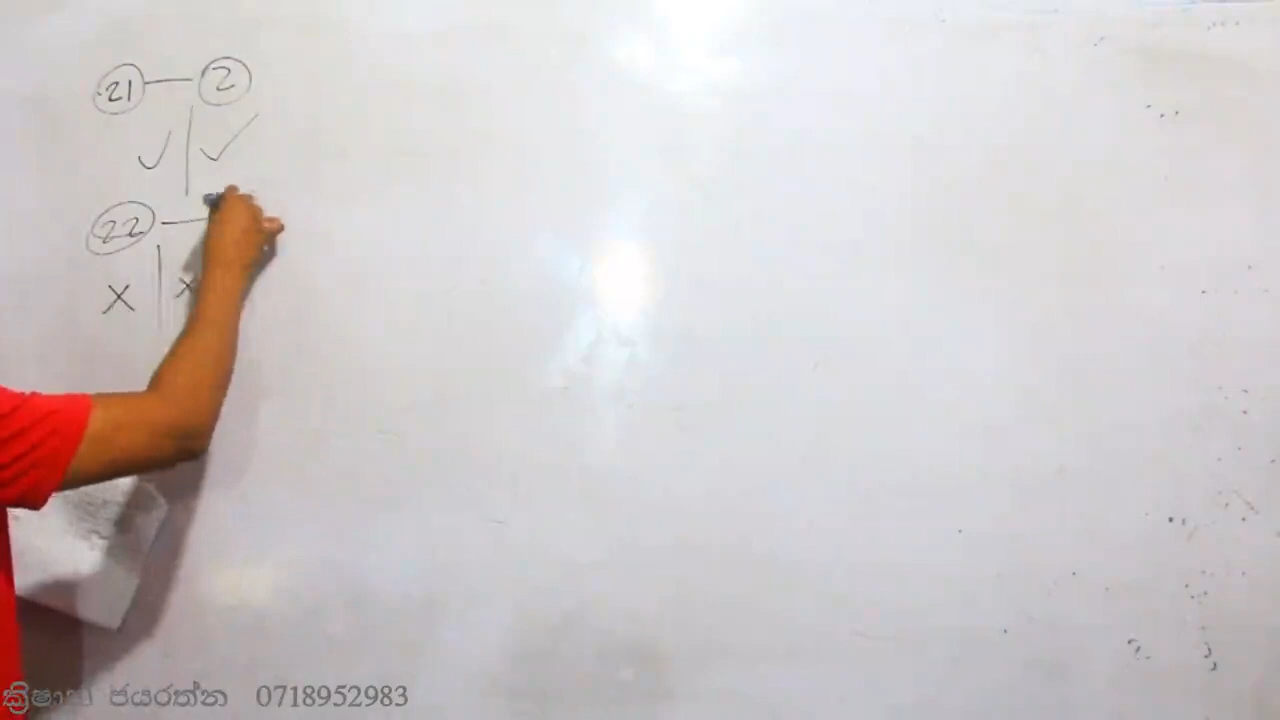 21 — 2
✓ | ✓
22 —
x | x
ක්‍රිෂාන ජයරත්න 0718952983